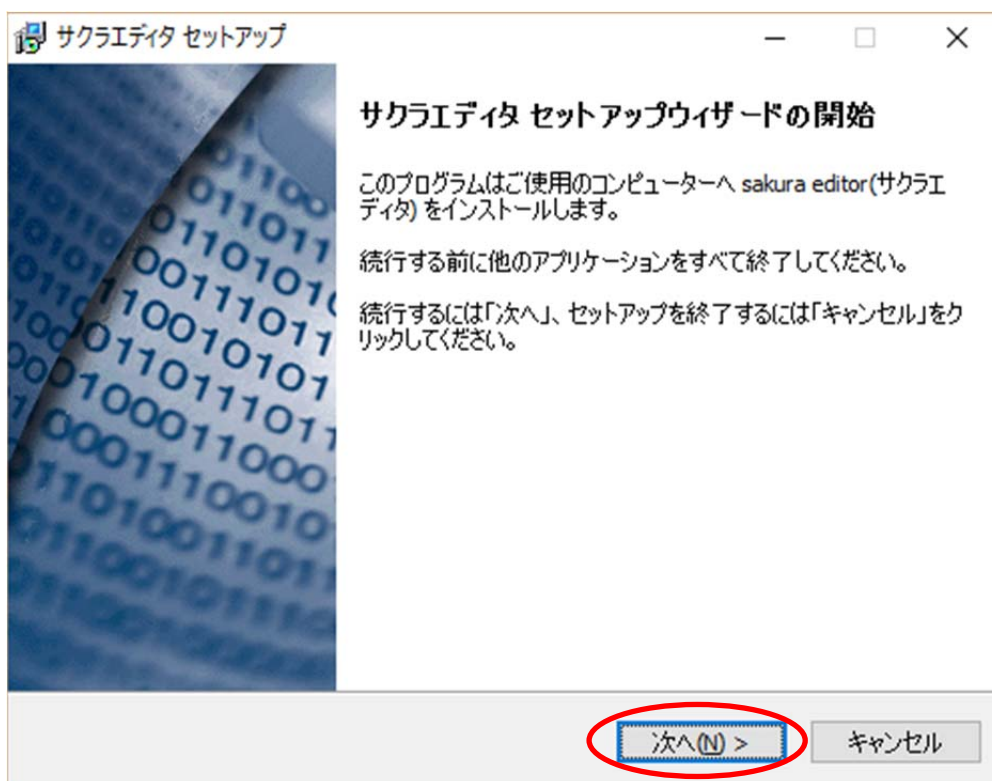 サクラエディタ セットアップ
サクラエディタ セットアップウィザードの開始
このプログラムはご使用のコンピューターへ sakura editor(サクラエ
ディタ) をインストールします。
続行する前に他のアプリケーションをすべて終了してください。
続行するには「次へ」、セットアップを終了するには「キャンセル」をク
リックしてください。
次へ(N) >
キャンセル